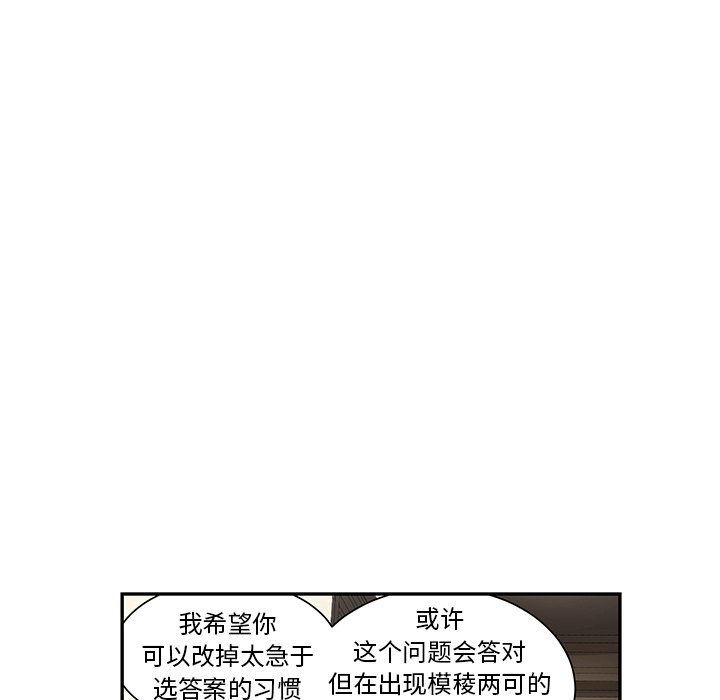 我希望你
可以改掉太急于
选答案的习惯
或许
这个问题会答对
但在出现模稜两可的